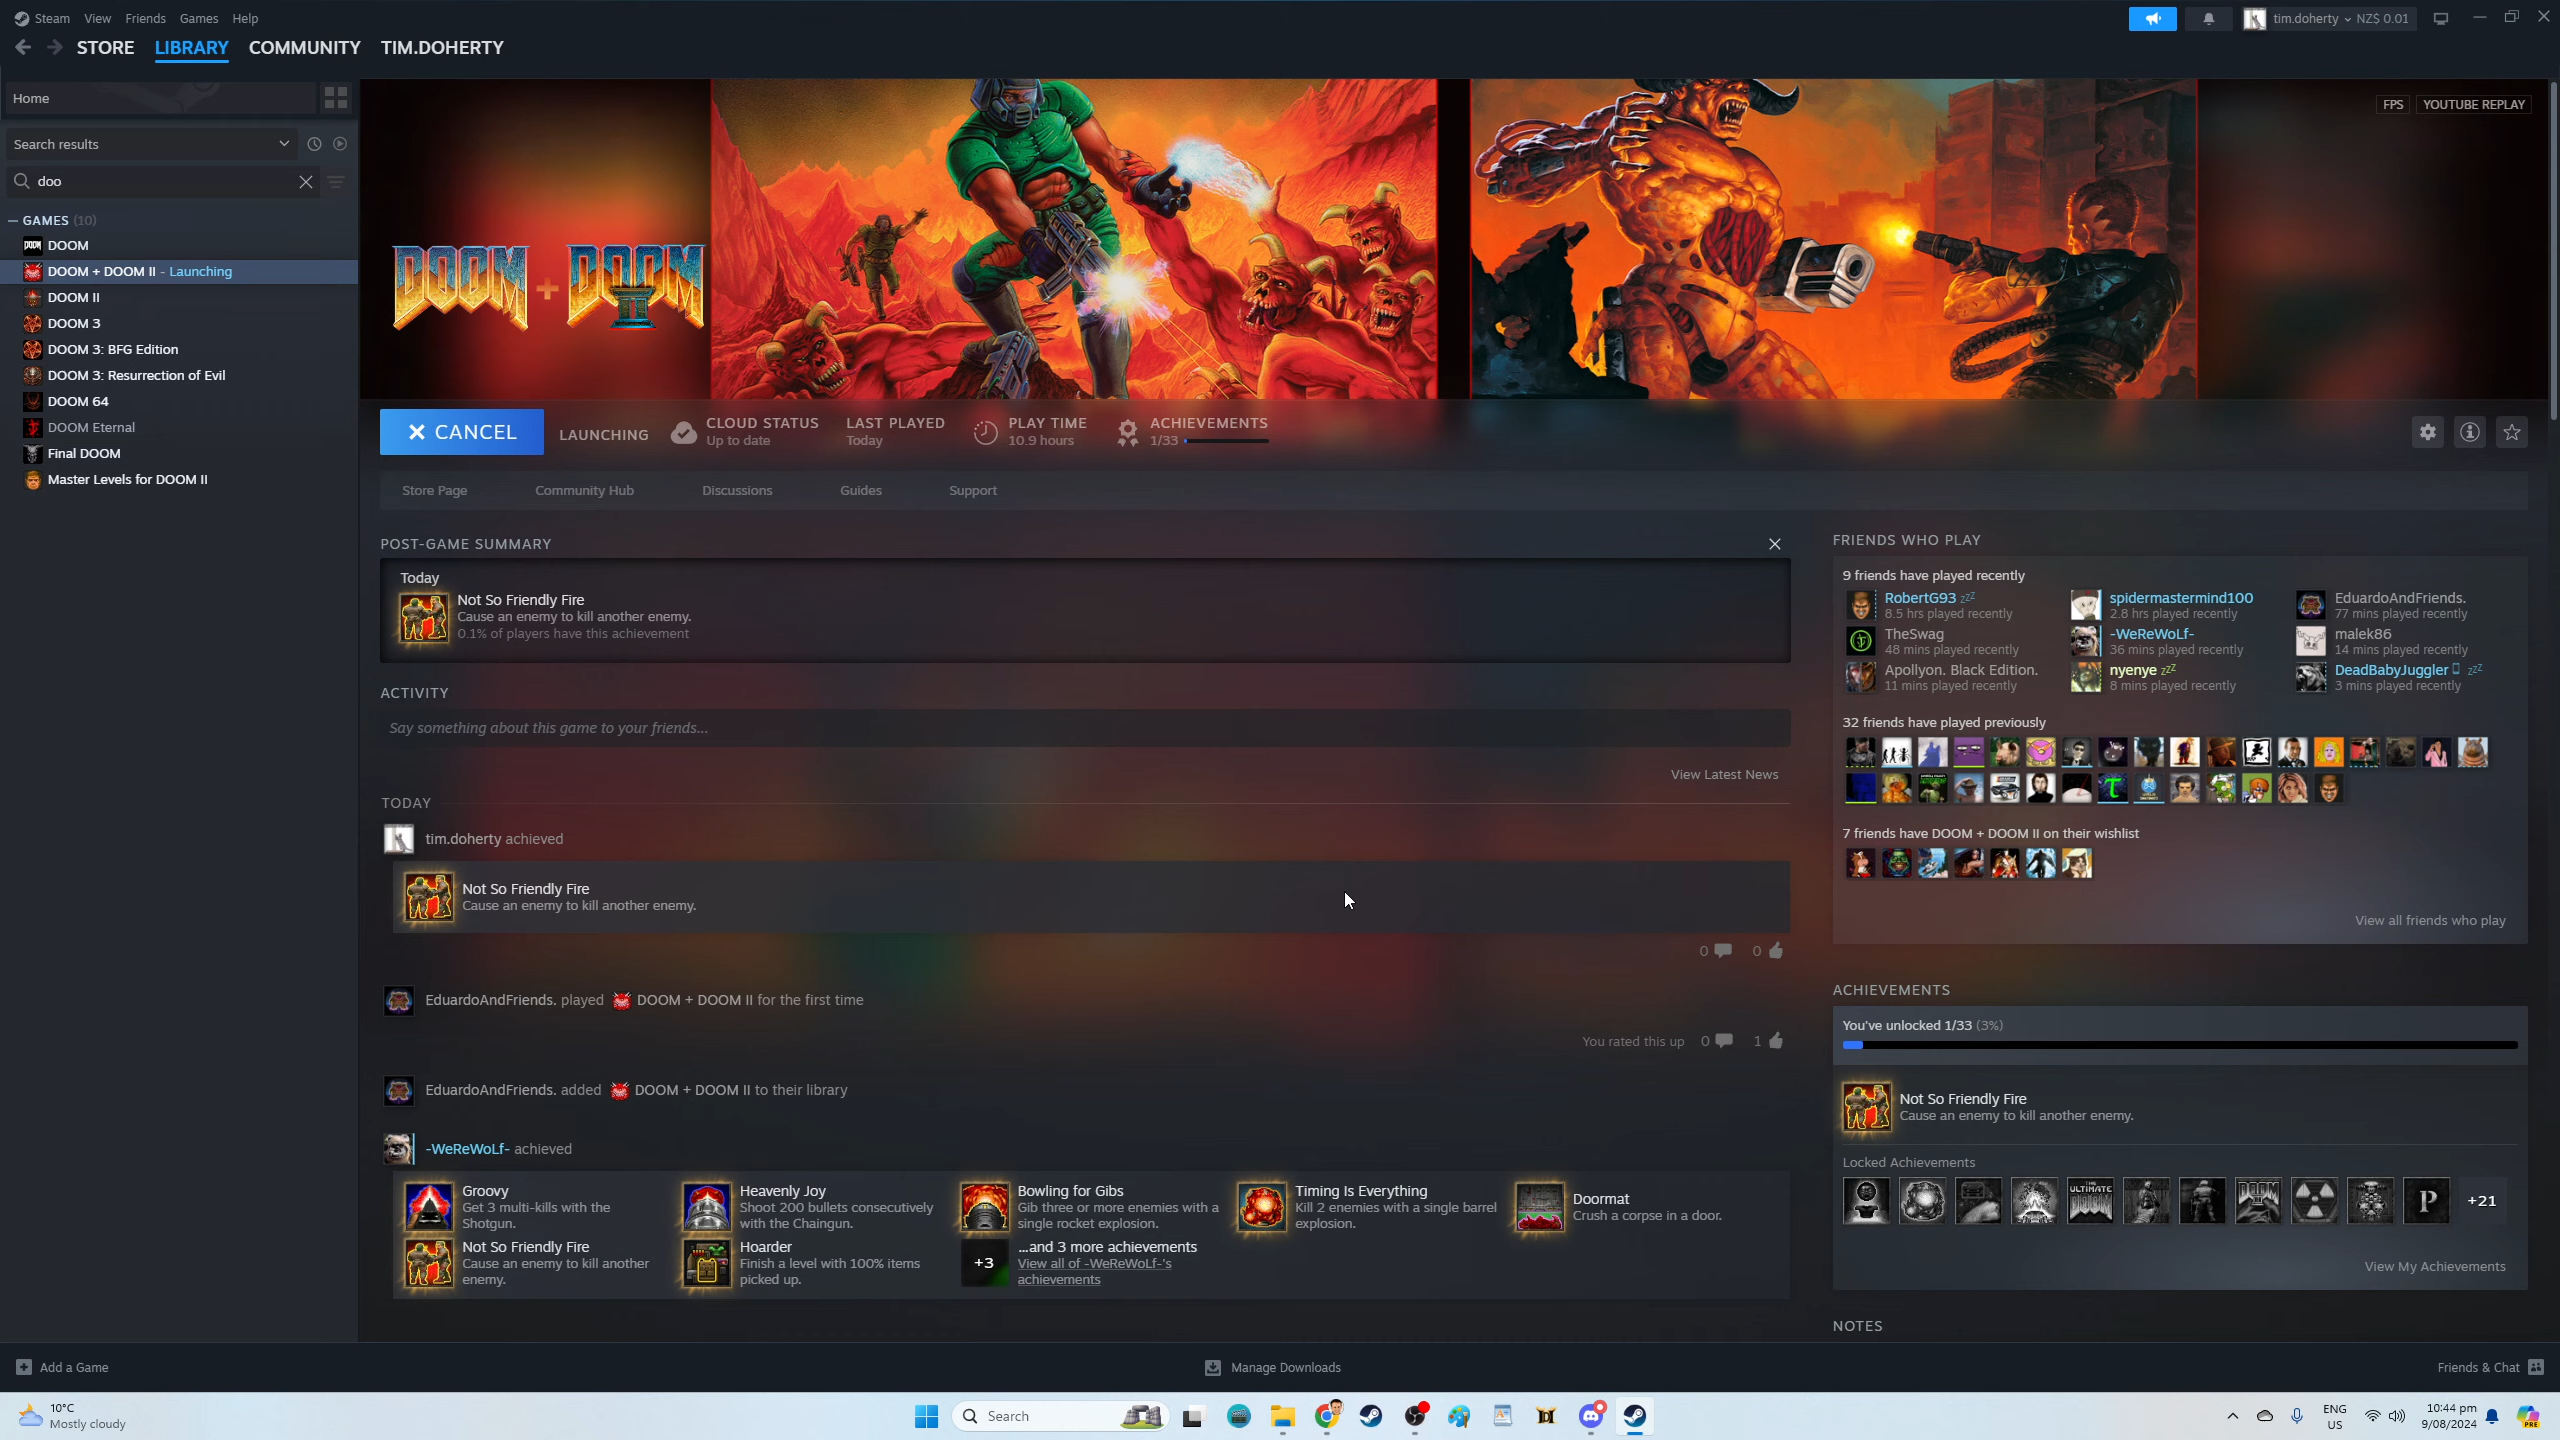 Steam View Friends Games Help
tim.doherty NZ$ 0.01
STORE LIBRARY COMMUNITY TIM.DOHERTY
Home
Search results
doo
GAMES (10)
DOOM
DOOM + DOOM II - Launching
DOOM II
DOOM 3
DOOM 3: BFG Edition
DOOM 3: Resurrection of Evil
DOOM 64
DOOM Eternal
Final DOOM
Master Levels for DOOM II
FPS YOUTUBE REPLAY
DOOM + DOOM II
CANCEL LAUNCHING
CLOUD STATUS
Up to date
LAST PLAYED
Today
PLAY TIME
10.9 hours
ACHIEVEMENTS
1/33
Store Page Community Hub Discussions Guides Support
POST-GAME SUMMARY
Today
Not So Friendly Fire
Cause an enemy to kill another enemy.
0.1% of players have this achievement
ACTIVITY
Say something about this game to your friends...
View Latest News
TODAY
tim.doherty achieved
Not So Friendly Fire
Cause an enemy to kill another enemy.
0 0
EduardoAndFriends. played DOOM + DOOM II for the first time
You rated this up 0 1
EduardoAndFriends. added DOOM + DOOM II to their library
-WeReWoLf- achieved
Groovy
Get 3 multi-kills with the
Shotgun.
Heavenly Joy
Shoot 200 bullets consecutively
with the Chaingun.
Bowling for Gibs
Gib three or more enemies with a
single rocket explosion.
Timing Is Everything
Kill 2 enemies with a single barrel
explosion.
Doormat
Crush a corpse in a door.
Not So Friendly Fire
Cause an enemy to kill another
enemy.
Hoarder
Finish a level with 100% items
picked up.
+3
...and 3 more achievements
View all of -WeReWoLf-'s
achievements
FRIENDS WHO PLAY
9 friends have played recently
RobertG93 zzz
8.5 hrs played recently
spidermastermind100
2.8 hrs played recently
EduardoAndFriends.
77 mins played recently
TheSwag
48 mins played recently
-WeReWoLf-
36 mins played recently
malek86
14 mins played recently
Apollyon. Black Edition.
11 mins played recently
nyenye zzz
8 mins played recently
DeadBabyJuggler zzz
3 mins played recently
32 friends have played previously
7 friends have DOOM + DOOM II on their wishlist
View all friends who play
ACHIEVEMENTS
You've unlocked 1/33 (3%)
Not So Friendly Fire
Cause an enemy to kill another enemy.
Locked Achievements
+21
View My Achievements
NOTES
Add a Game
Manage Downloads
Friends & Chat
10°C
Mostly cloudy
Search
ENG
US
10:44 pm
9/08/2024